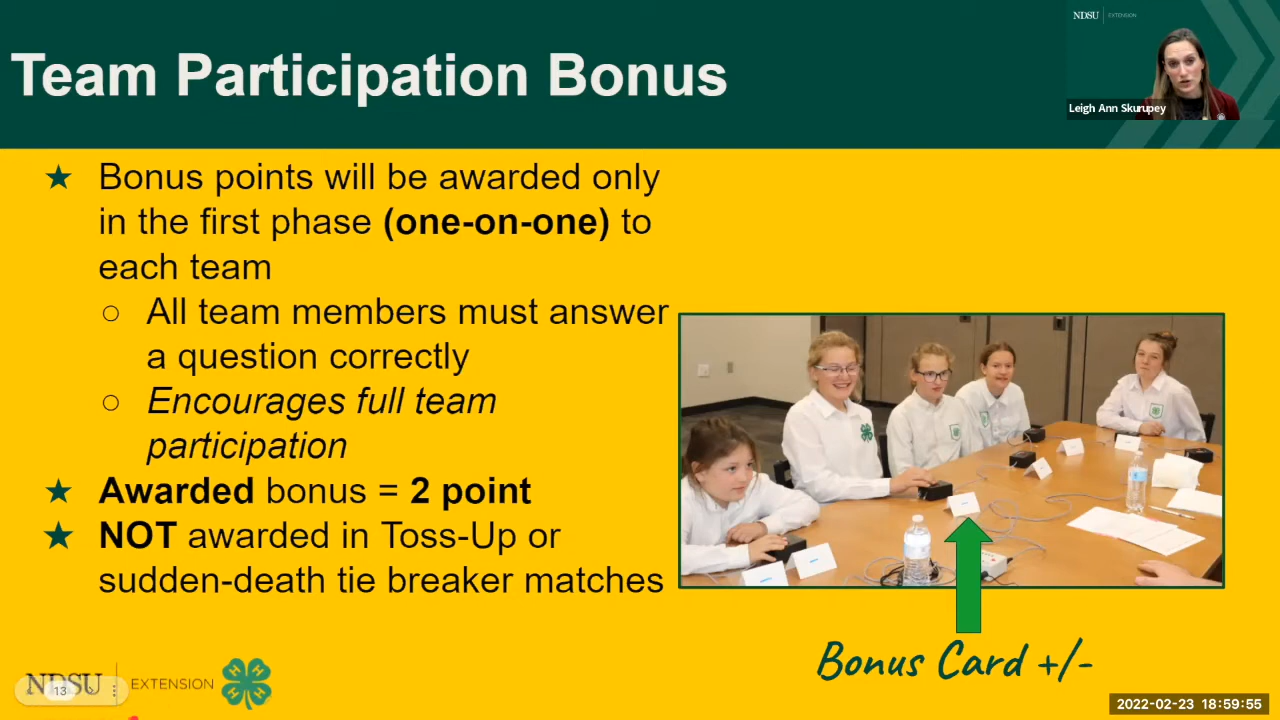 Team Participation Bonus
NDSU EXTENSION
Leigh Ann Skurupey
★ Bonus points will be awarded only
in the first phase (one-on-one) to
each team
○ All team members must answer
a question correctly
○ Encourages full team
participation
★ Awarded bonus = 2 point
★ NOT awarded in Toss-Up or
sudden-death tie breaker matches
Bonus Card +/-
NDSU EXTENSION
13
2022-02-23 18:59:55